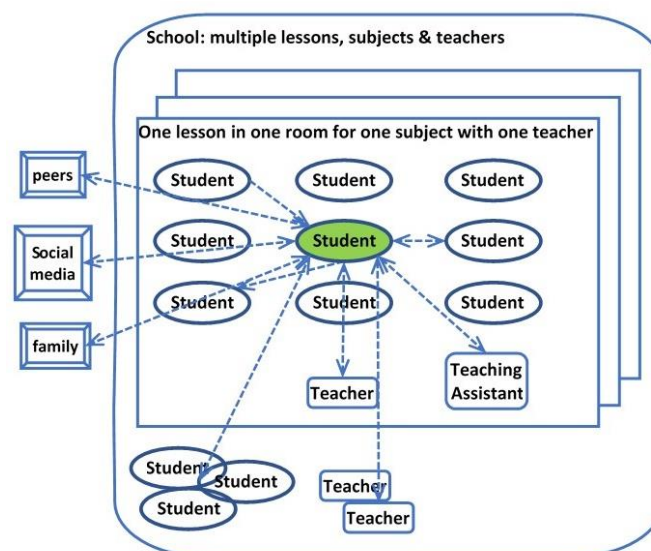 School: multiple lessons, subjects & teachers
One lesson in one room for one subject with one teacher
peers
Student Student Student
Social
media
Student Student Student
Student Student Student
family
Teacher
Teaching
Assistant
Student
Student
Student
Teacher
Teacher